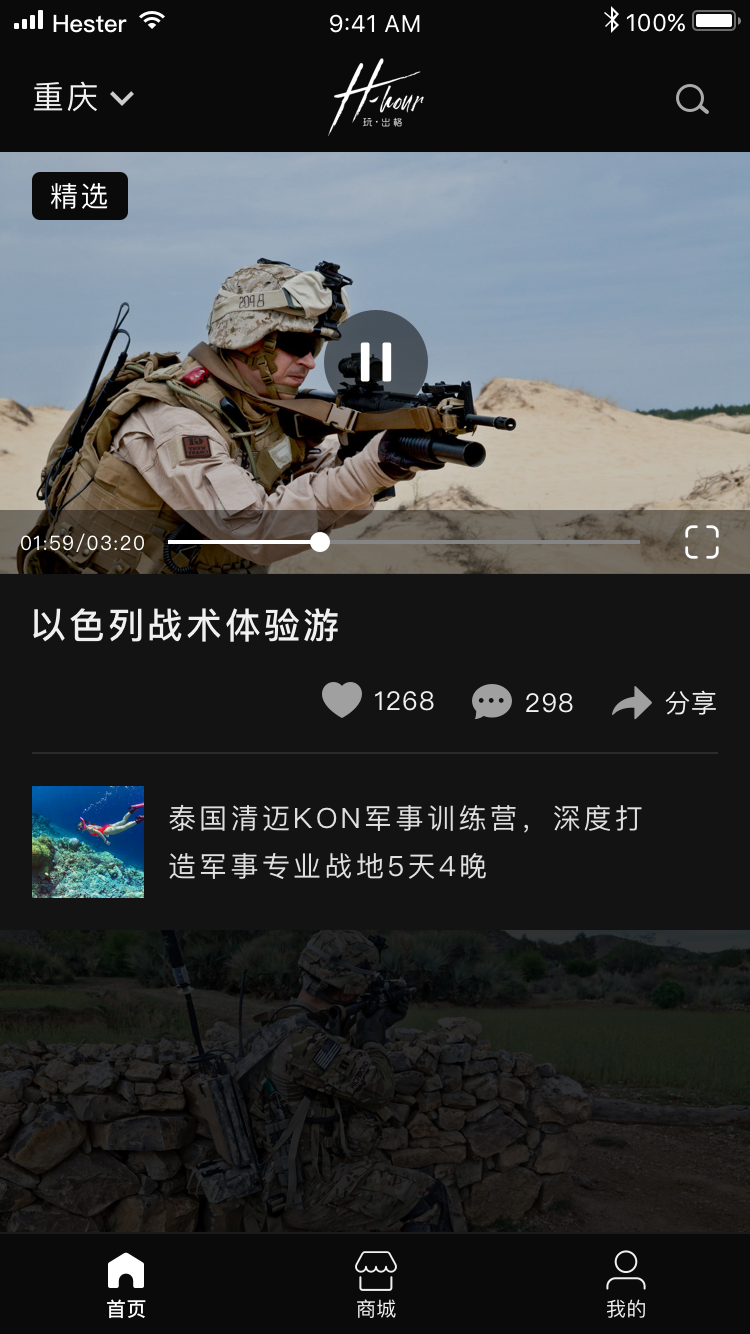 Hester 9:41 AM 100%
重庆
H-hour
玩·出格
精选
2098
01:59/03:20
以色列战术体验游
1268 298 分享
泰国清迈KON军事训练营，深度打
造军事专业战地5天4晚
首页 商城 我的